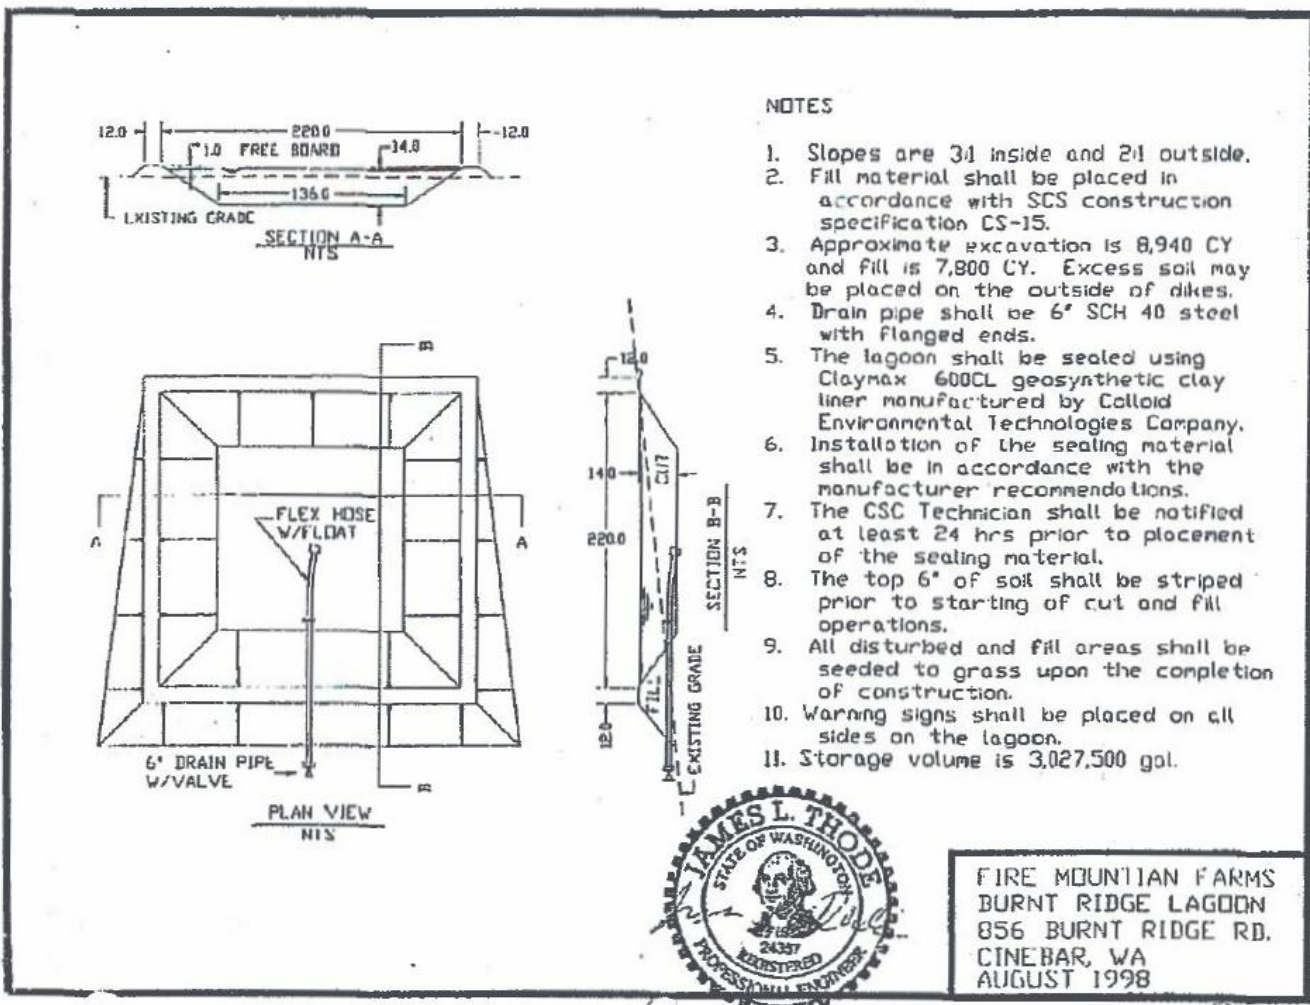 12.0
220.0
12.0
1.0 FREE BOARD
14.0
136.0
EXISTING GRADE
SECTION A-A
NTS
B
12.0
14.0
CUT
220.0
SECTION B-B
NTS
FILL
12.0
EXISTING GRADE
A
A
FLEX HOSE
W/FLOAT
6" DRAIN PIPE
W/VALVE
B
PLAN VIEW
NTS
NOTES
1. Slopes are 3:1 inside and 2:1 outside.
2. Fill material shall be placed in
accordance with SCS construction
specification CS-15.
3. Approximate excavation is 8,940 CY
and fill is 7,800 CY. Excess soil may
be placed on the outside of dikes.
4. Drain pipe shall be 6" SCH 40 steel
with flanged ends.
5. The lagoon shall be sealed using
Claymax 600CL geosynthetic clay
liner manufactured by Colloid
Environmental Technologies Company.
6. Installation of the sealing material
shall be in accordance with the
manufacturer recommendations.
7. The CSC Technician shall be notified
at least 24 hrs prior to placement
of the sealing material.
8. The top 6" of soil shall be striped
prior to starting of cut and fill
operations.
9. All disturbed and fill areas shall be
seeded to grass upon the completion
of construction.
10. Warning signs shall be placed on all
sides on the lagoon.
11. Storage volume is 3,027,500 gal.
JAMES L. THODE
STATE OF WASHINGTON
24357
REGISTERED
PROFESSIONAL ENGINEER
FIRE MOUNTIAN FARMS
BURNT RIDGE LAGOON
856 BURNT RIDGE RD.
CINEBAR, WA
AUGUST 1998